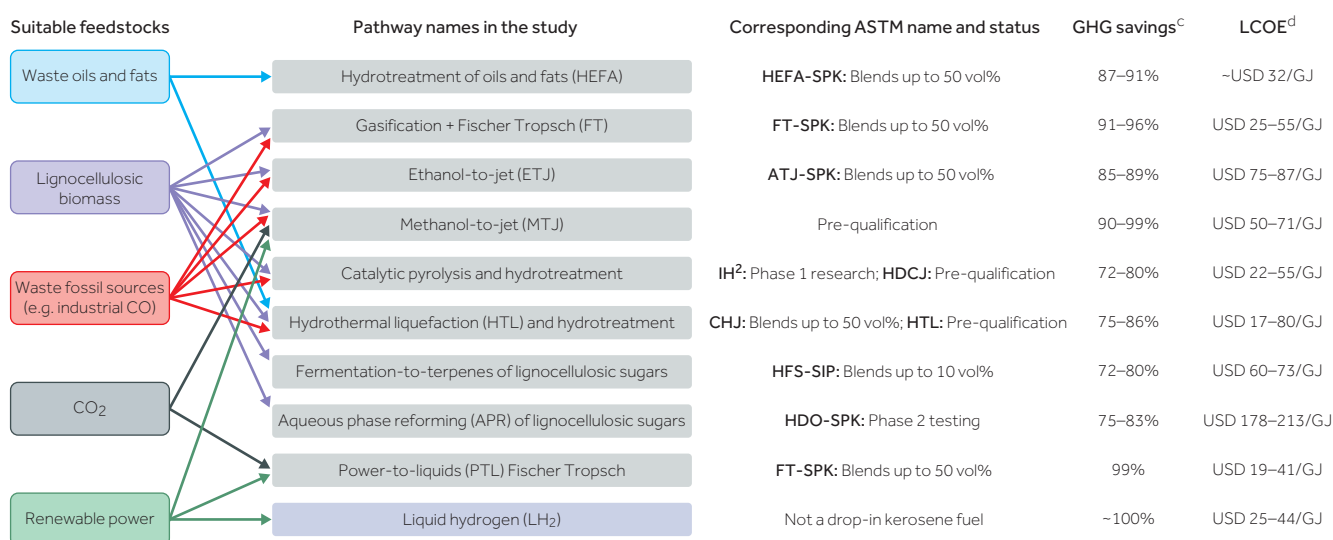 Suitable feedstocks Pathway names in the study Corresponding ASTM name and status GHG savingsᶜ LCOEᵈ
Waste oils and fats Hydrotreatment of oils and fats (HEFA) HEFA-SPK: Blends up to 50 vol% 87–91% ~USD 32/GJ
Gasification + Fischer Tropsch (FT) FT-SPK: Blends up to 50 vol% 91–96% USD 25–55/GJ
Lignocellulosic
biomass
Ethanol-to-jet (ETJ) ATJ-SPK: Blends up to 50 vol% 85–89% USD 75–87/GJ
Methanol-to-jet (MTJ) Pre-qualification 90–99% USD 50–71/GJ
Waste fossil sources
(e.g. industrial CO)
Catalytic pyrolysis and hydrotreatment IH²: Phase 1 research; HDCJ: Pre-qualification 72–80% USD 22–55/GJ
Hydrothermal liquefaction (HTL) and hydrotreatment CHJ: Blends up to 50 vol%; HTL: Pre-qualification 75–86% USD 17–80/GJ
Fermentation-to-terpenes of lignocellulosic sugars HFS-SIP: Blends up to 10 vol% 72–80% USD 60–73/GJ
CO₂ Aqueous phase reforming (APR) of lignocellulosic sugars HDO-SPK: Phase 2 testing 75–83% USD 178–213/GJ
Power-to-liquids (PTL) Fischer Tropsch FT-SPK: Blends up to 50 vol% 99% USD 19–41/GJ
Renewable power Liquid hydrogen (LH₂) Not a drop-in kerosene fuel ~100% USD 25–44/GJ